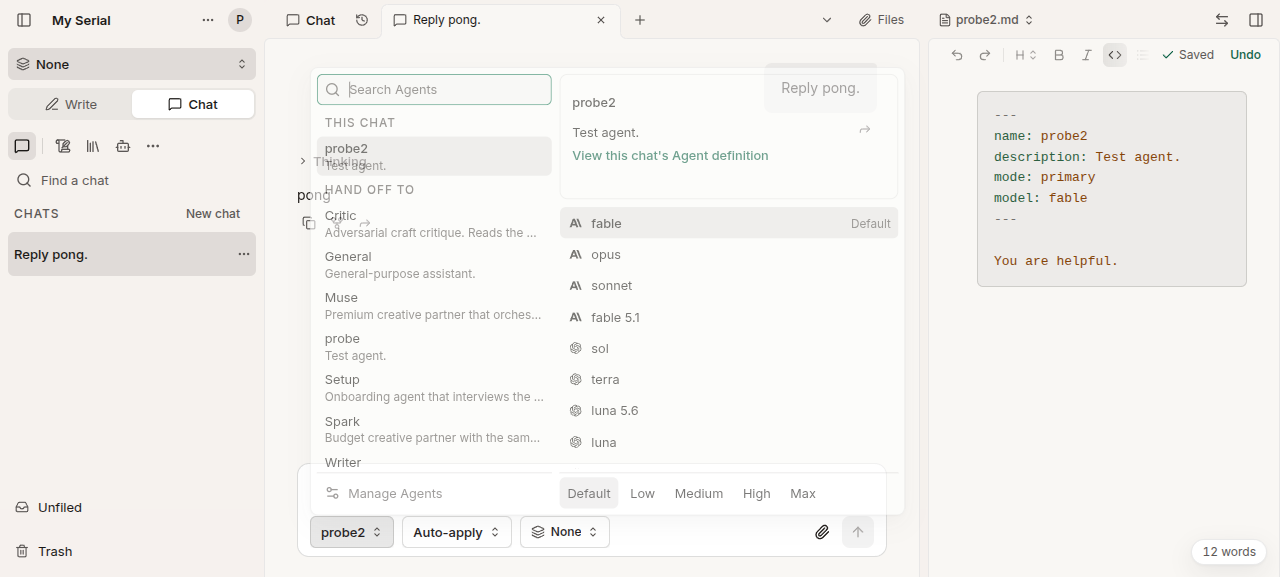 My Serial
P
None
Write
Chat
Find a chat
CHATS
New chat
Reply pong.
Unfiled
Trash
Chat
Reply pong.
Files
probe2.md
Search Agents
THIS CHAT
probe2
Test agent.
Thinking
HAND OFF TO
pong
Critic
Adversarial craft critique. Reads the ...
General
General-purpose assistant.
Muse
Premium creative partner that orches...
probe
Test agent.
Setup
Onboarding agent that interviews the ...
Spark
Budget creative partner with the sam...
Writer
Manage Agents
Reply pong.
probe2
Test agent.
View this chat's Agent definition
fable
Default
opus
sonnet
fable 5.1
sol
terra
luna 5.6
luna
Default
Low
Medium
High
Max
probe2
Auto-apply
None
H
Saved
Undo
---
name: probe2
description: Test agent.
mode: primary
model: fable
---
You are helpful.
12 words